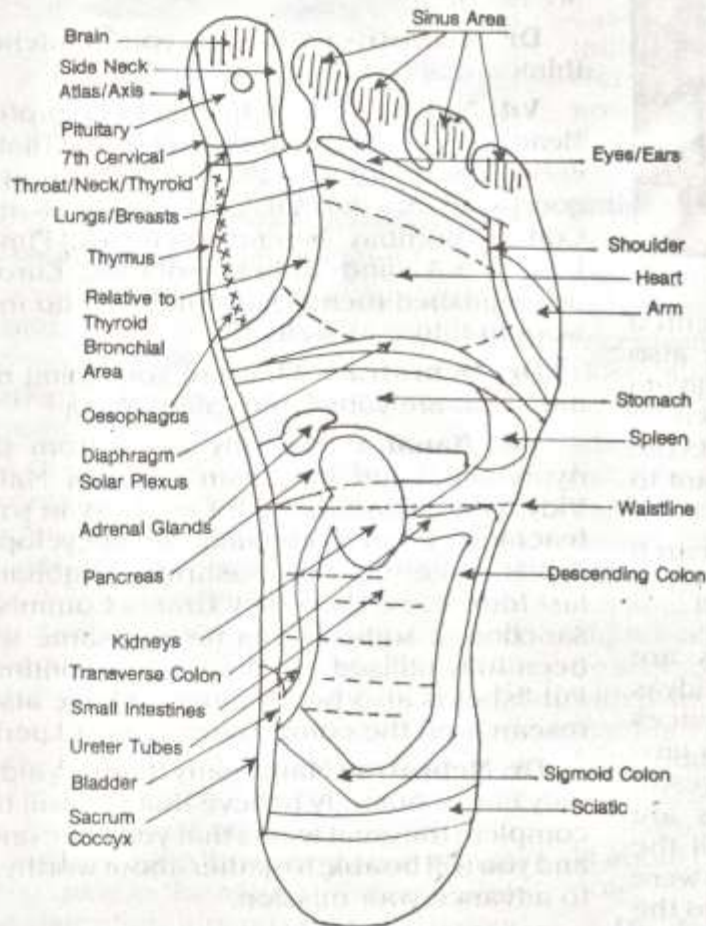 Sinus Area
Brain
Side Neck
Atlas/Axis
Pituitary
7th Cervical
Throat/Neck/Thyroid
Lungs/Breasts
Thymus
Relative to
Thyroid
Bronchial
Area
Oesophagus
Diaphragm
Solar Plexus
Adrenal Glands
Pancreas
Kidneys
Transverse Colon
Small Intestines
Ureter Tubes
Bladder
Sacrum
Coccyx
Eyes/Ears
Shoulder
Heart
Arm
Stomach
Spleen
Waistline
Descending Colon
Sigmoid Colon
Sciatic